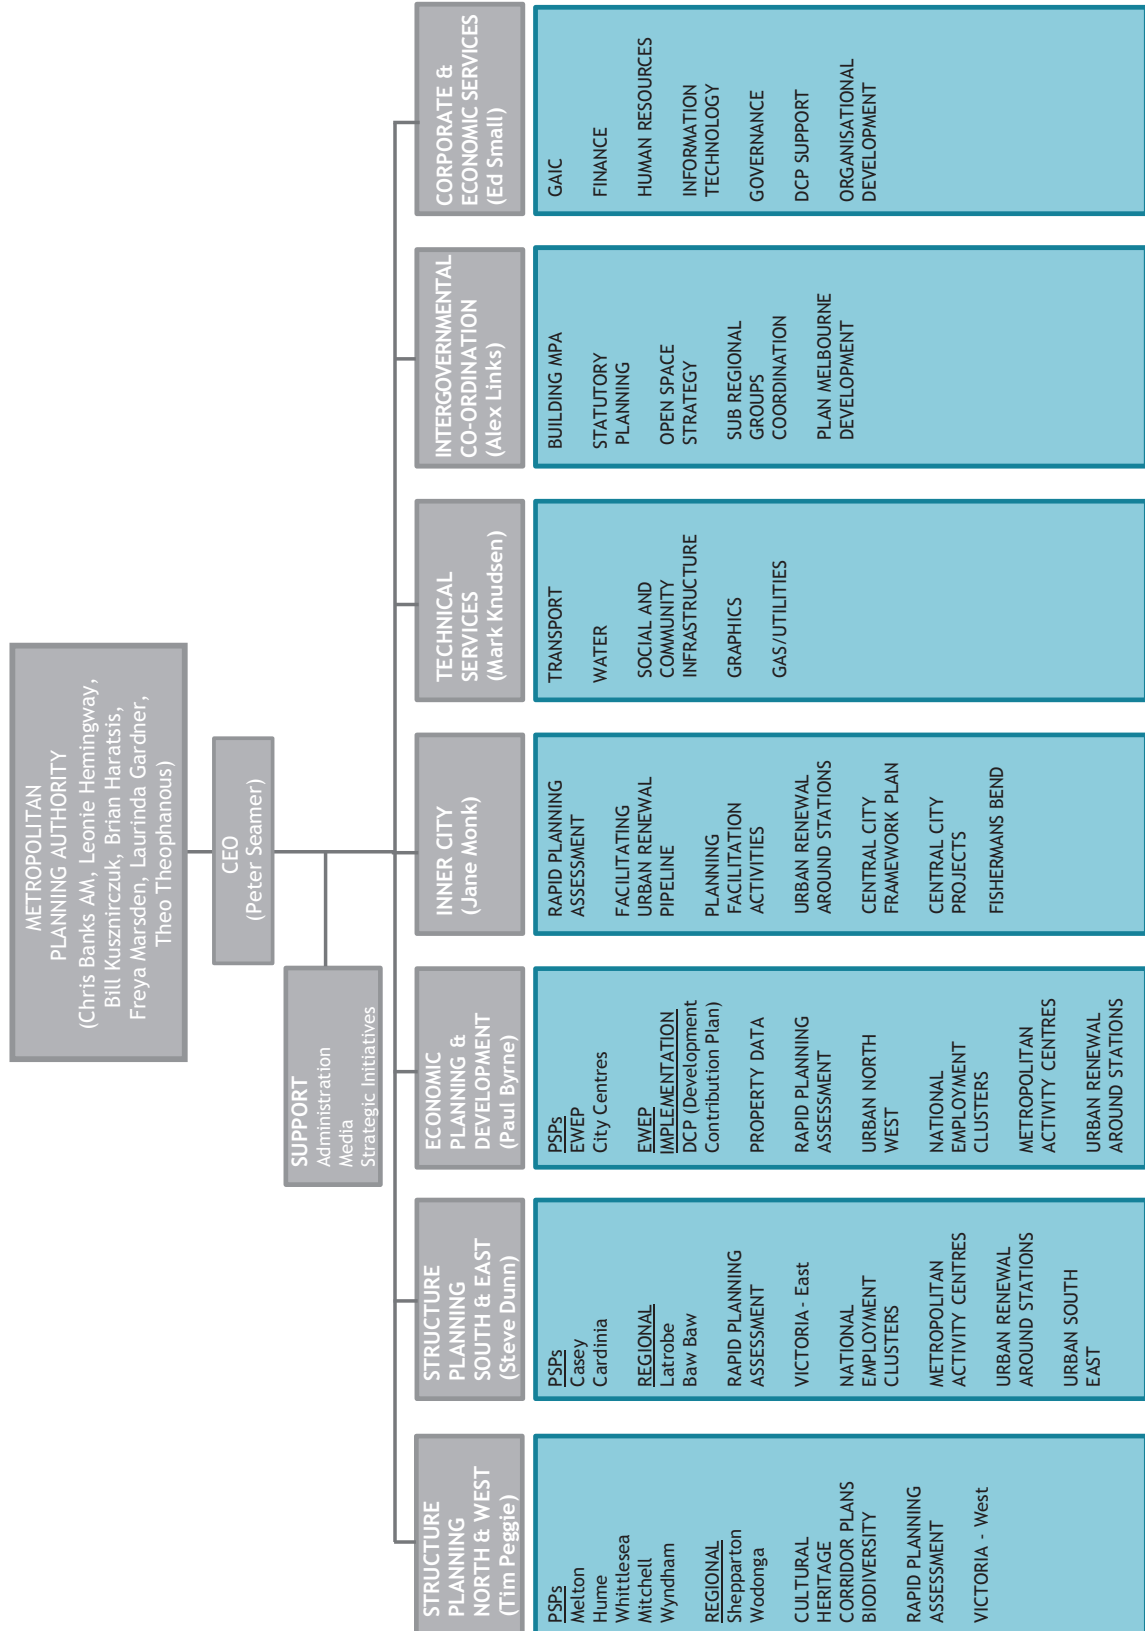 METROPOLITAN
PLANNING AUTHORITY
(Chris Banks AM, Leonie Hemingway,
Bill Kusznirczuk, Brian Haratsis,
Freya Marsden, Laurinda Gardner,
Theo Theophanous)
CEO
(Peter Seamer)
SUPPORT
Administration
Media
Strategic Initiatives
STRUCTURE
PLANNING
NORTH & WEST
(Tim Peggie)
PSPs
Melton
Hume
Whittlesea
Mitchell
Wyndham
REGIONAL
Shepparton
Wodonga
CULTURAL
HERITAGE
CORRIDOR PLANS
BIODIVERSITY
RAPID PLANNING
ASSESSMENT
VICTORIA - West
STRUCTURE
PLANNING
SOUTH & EAST
(Steve Dunn)
PSPs
Casey
Cardinia
REGIONAL
Latrobe
Baw Baw
RAPID PLANNING
ASSESSMENT
VICTORIA- East
NATIONAL
EMPLOYMENT
CLUSTERS
METROPOLITAN
ACTIVITY CENTRES
URBAN RENEWAL
AROUND STATIONS
URBAN SOUTH
EAST
ECONOMIC
PLANNING &
DEVELOPMENT
(Paul Byrne)
PSPs
EWEP
City Centres
EWEP
IMPLEMENTATION
DCP (Development
Contribution Plan)
PROPERTY DATA
RAPID PLANNING
ASSESSMENT
URBAN NORTH
WEST
NATIONAL
EMPLOYMENT
CLUSTERS
METROPOLITAN
ACTIVITY CENTRES
URBAN RENEWAL
AROUND STATIONS
INNER CITY
(Jane Monk)
RAPID PLANNING
ASSESSMENT
FACILITATING
URBAN RENEWAL
PIPELINE
PLANNING
FACILITATION
ACTIVITIES
URBAN RENEWAL
AROUND STATIONS
CENTRAL CITY
FRAMEWORK PLAN
CENTRAL CITY
PROJECTS
FISHERMANS BEND
TECHNICAL
SERVICES
(Mark Knudsen)
TRANSPORT
WATER
SOCIAL AND
COMMUNITY
INFRASTRUCTURE
GRAPHICS
GAS/UTILITIES
INTERGOVERNMENTAL
CO-ORDINATION
(Alex Links)
BUILDING MPA
STATUTORY
PLANNING
OPEN SPACE
STRATEGY
SUB REGIONAL
GROUPS
COORDINATION
PLAN MELBOURNE
DEVELOPMENT
CORPORATE &
ECONOMIC SERVICES
(Ed Small)
GAIC
FINANCE
HUMAN RESOURCES
INFORMATION
TECHNOLOGY
GOVERNANCE
DCP SUPPORT
ORGANISATIONAL
DEVELOPMENT